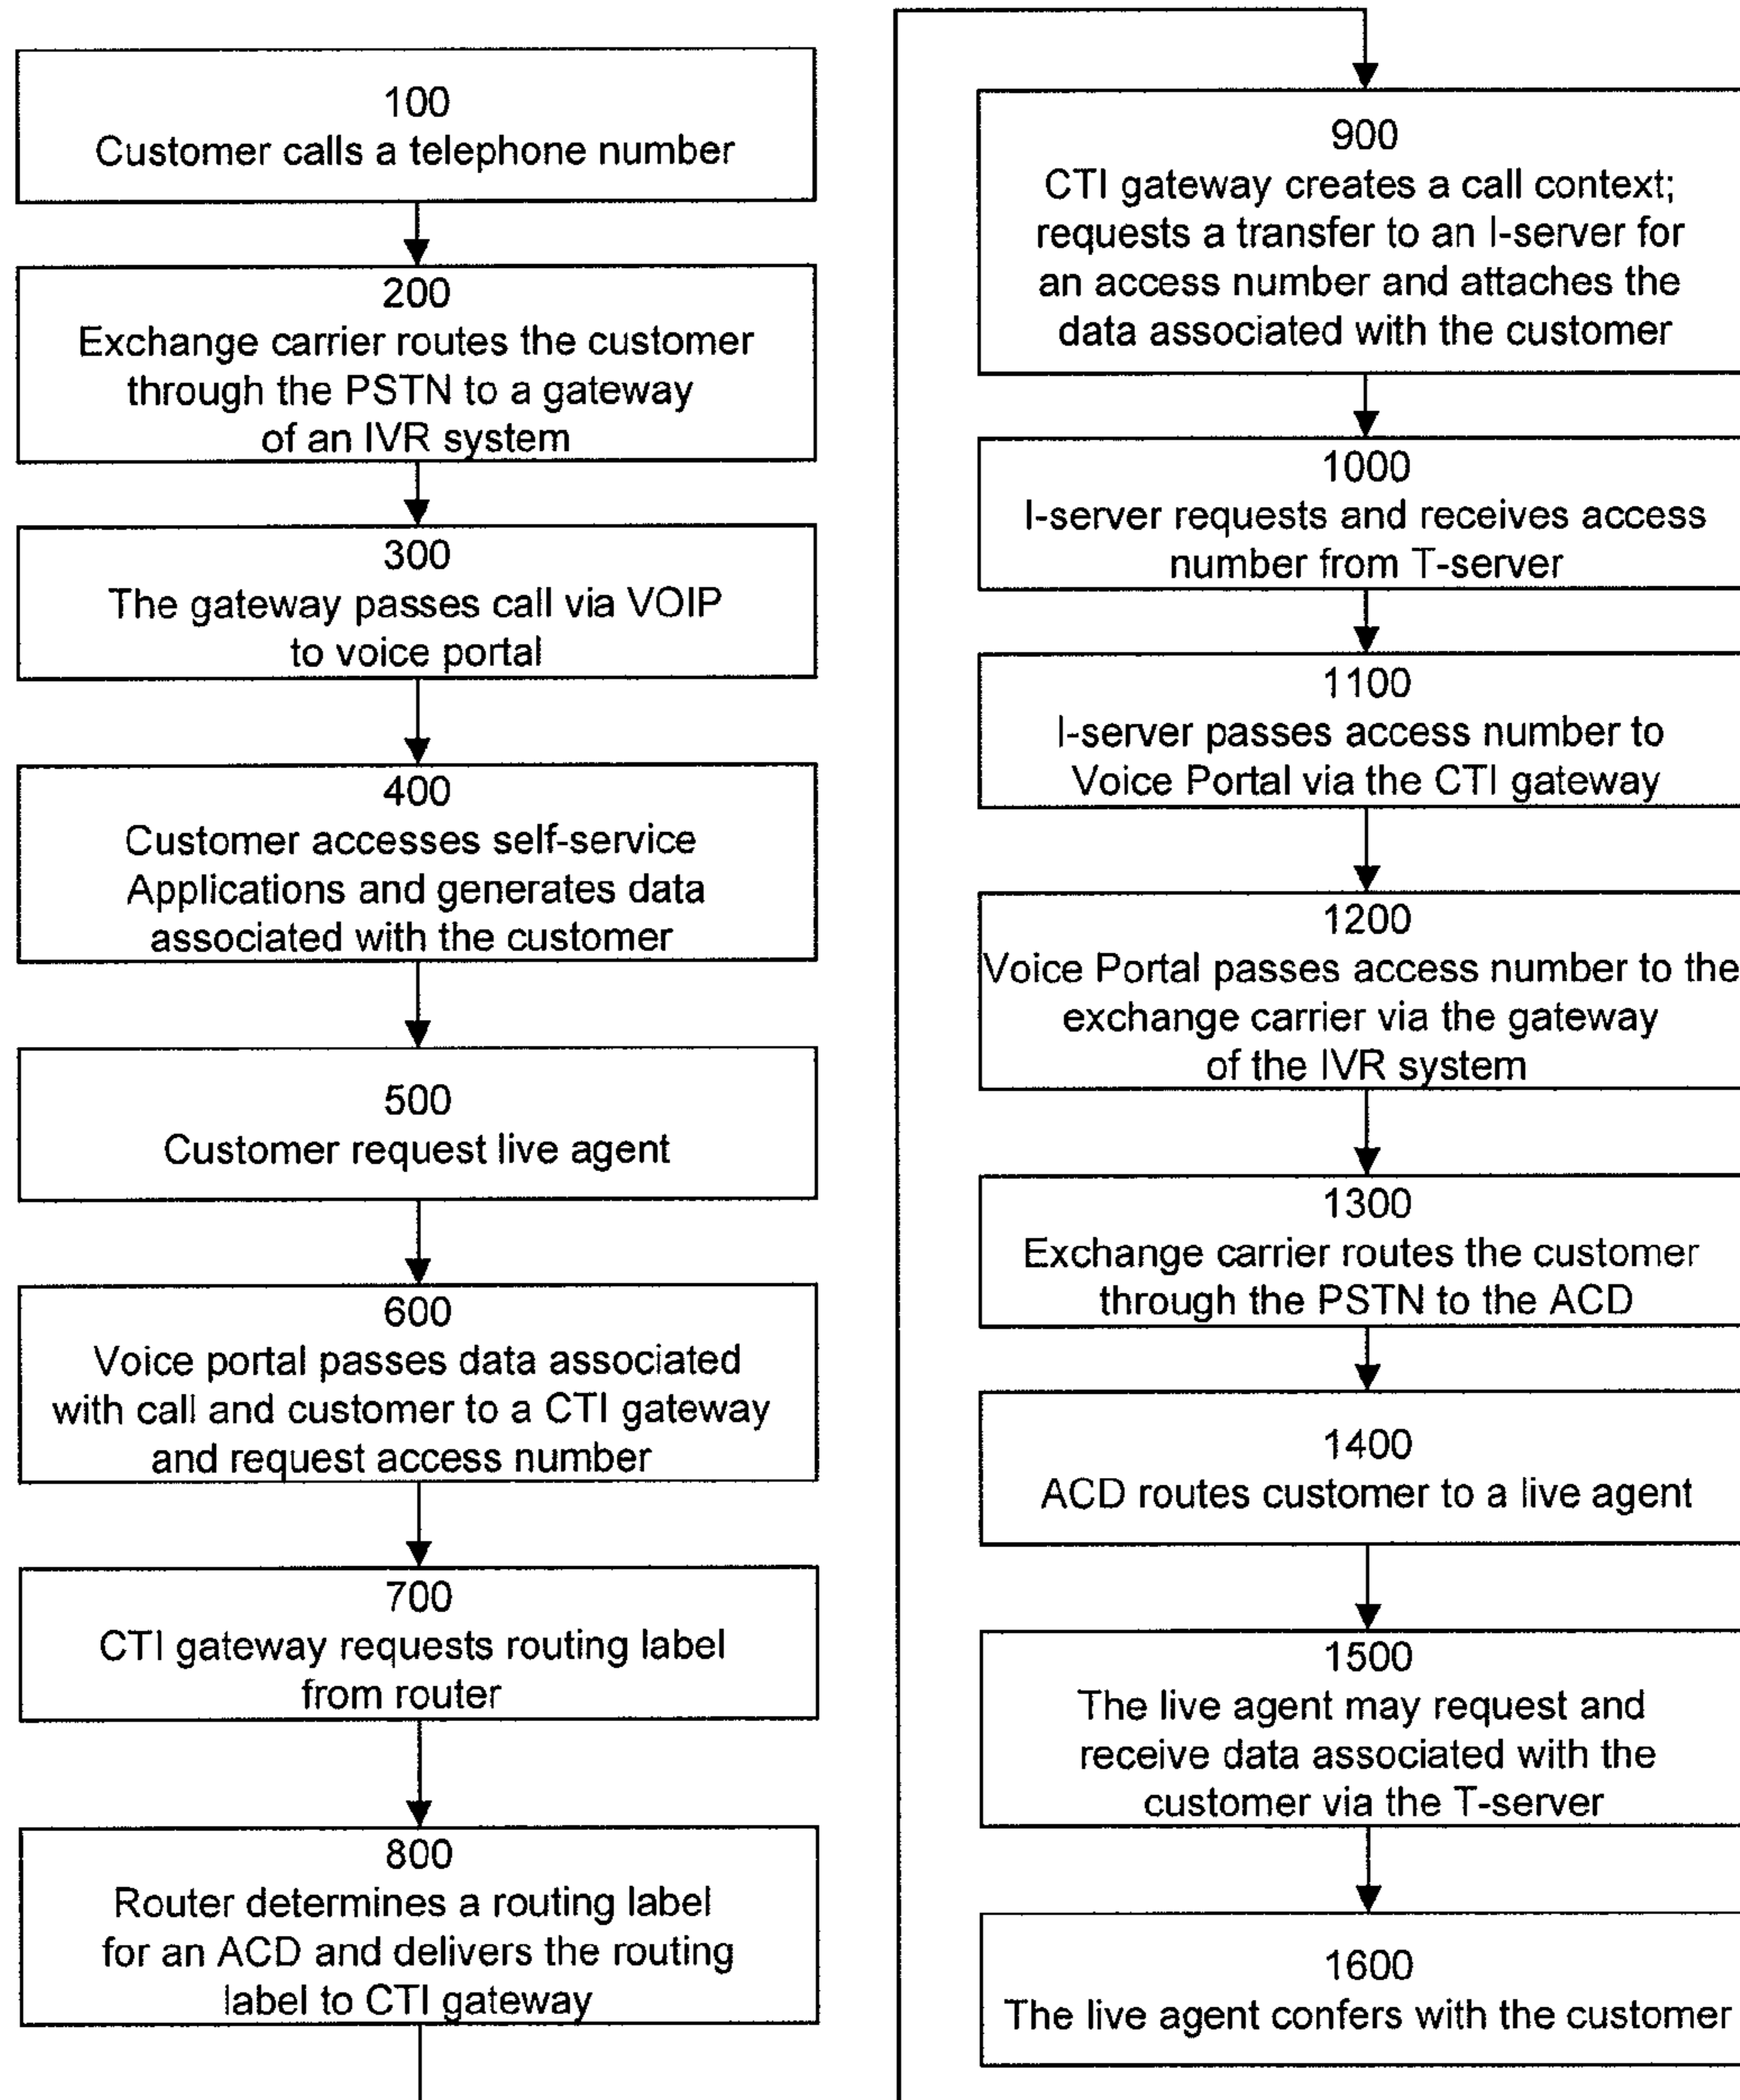 100
Customer calls a telephone number
200
Exchange carrier routes the customer
through the PSTN to a gateway
of an IVR system
300
The gateway passes call via VOIP
to voice portal
400
Customer accesses self-service
Applications and generates data
associated with the customer
500
Customer request live agent
600
Voice portal passes data associated
with call and customer to a CTI gateway
and request access number
700
CTI gateway requests routing label
from router
800
Router determines a routing label
for an ACD and delivers the routing
label to CTI gateway
900
CTI gateway creates a call context;
requests a transfer to an I-server for
an access number and attaches the
data associated with the customer
1000
I-server requests and receives access
number from T-server
1100
I-server passes access number to
Voice Portal via the CTI gateway
1200
Voice Portal passes access number to the
exchange carrier via the gateway
of the IVR system
1300
Exchange carrier routes the customer
through the PSTN to the ACD
1400
ACD routes customer to a live agent
1500
The live agent may request and
receive data associated with the
customer via the T-server
1600
The live agent confers with the customer